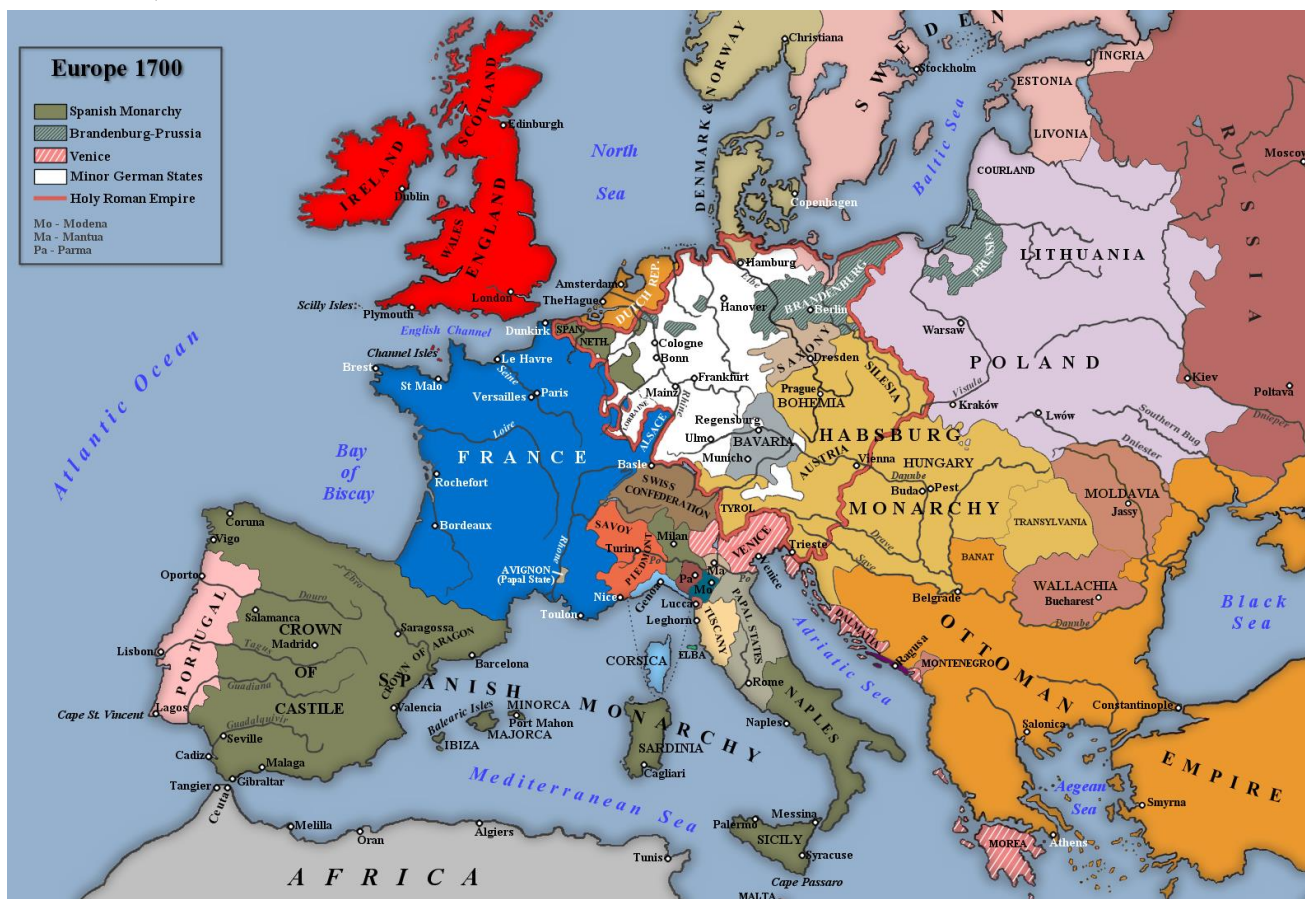 Europe 1700
Spanish Monarchy
Brandenburg-Prussia
Venice
Minor German States
Holy Roman Empire
Mo - Modena
Ma - Mantua
Pa - Parma
Atlantic Ocean
North
Sea
Baltic Sea
English Channel
Bay
of
Biscay
Mediterranean Sea
Adriatic Sea
Aegean
Sea
Black
Sea
IRELAND
Dublin
SCOTLAND
Edinburgh
WALES
ENGLAND
London
Plymouth
Scilly Isles
Channel Isles
DENMARK & NORWAY
Christiana
Copenhagen
SWEDEN
Stockholm
INGRIA
ESTONIA
LIVONIA
COURLAND
RUSSIA
Moscow
Kiev
Poltava
Dnieper
LITHUANIA
PRUSSIA
POLAND
Warsaw
Vistula
Kraków
Lwów
Southern Bug
Dniester
DUTCH REP.
Amsterdam
The Hague
SPAN.
NETH.
Dunkirk
Hamburg
Elbe
Hanover
BRANDENBURG
Berlin
SAXONY
Dresden
SILESIA
Cologne
Bonn
Frankfurt
Mainz
Rhine
LORRAINE
ALSACE
Regensburg
Ulm
BAVARIA
Munich
Prague
BOHEMIA
HABSBURG
MONARCHY
AUSTRIA
Vienna
TYROL
HUNGARY
Danube
Buda
Pest
TRANSYLVANIA
BANAT
Drave
Save
Trieste
MOLDAVIA
Jassy
WALLACHIA
Bucharest
Danube
Belgrade
FRANCE
Brest
St Malo
Le Havre
Seine
Paris
Versailles
Loire
Rochefort
Bordeaux
Basle
Rhone
AVIGNON
(Papal State)
Toulon
SWISS
CONFEDERATION
SAVOY
PIEDMONT
Turin
Nice
Milan
Po
Genoa
Pa
Ma
Mo
Po
VENICE
Venice
Lucca
Leghorn
TUSCANY
PAPAL STATES
Rome
ELBA
CORSICA
NAPLES
Naples
SARDINIA
Cagliari
SICILY
Palermo
Messina
Syracuse
Cape Passaro
MALTA
SPANISH
MONARCHY
Coruna
Vigo
Oporto
PORTUGAL
Lisbon
Lagos
Cape St. Vincent
Ebro
Douro
Salamanca
CROWN
OF
CASTILE
Madrid
Tagus
Guadiana
Guadalquivir
Seville
Cadiz
Malaga
Gibraltar
Saragossa
CROWN OF ARAGON
Barcelona
Valencia
Balearic Isles
MINORCA
Port Mahon
MAJORCA
IBIZA
Tangier
Ceuta
Melilla
Oran
Algiers
Tunis
AFRICA
DALMATIA
Ragusa
MONTENEGRO
OTTOMAN
EMPIRE
Constantinople
Salonica
Smyrna
Athens
MOREA